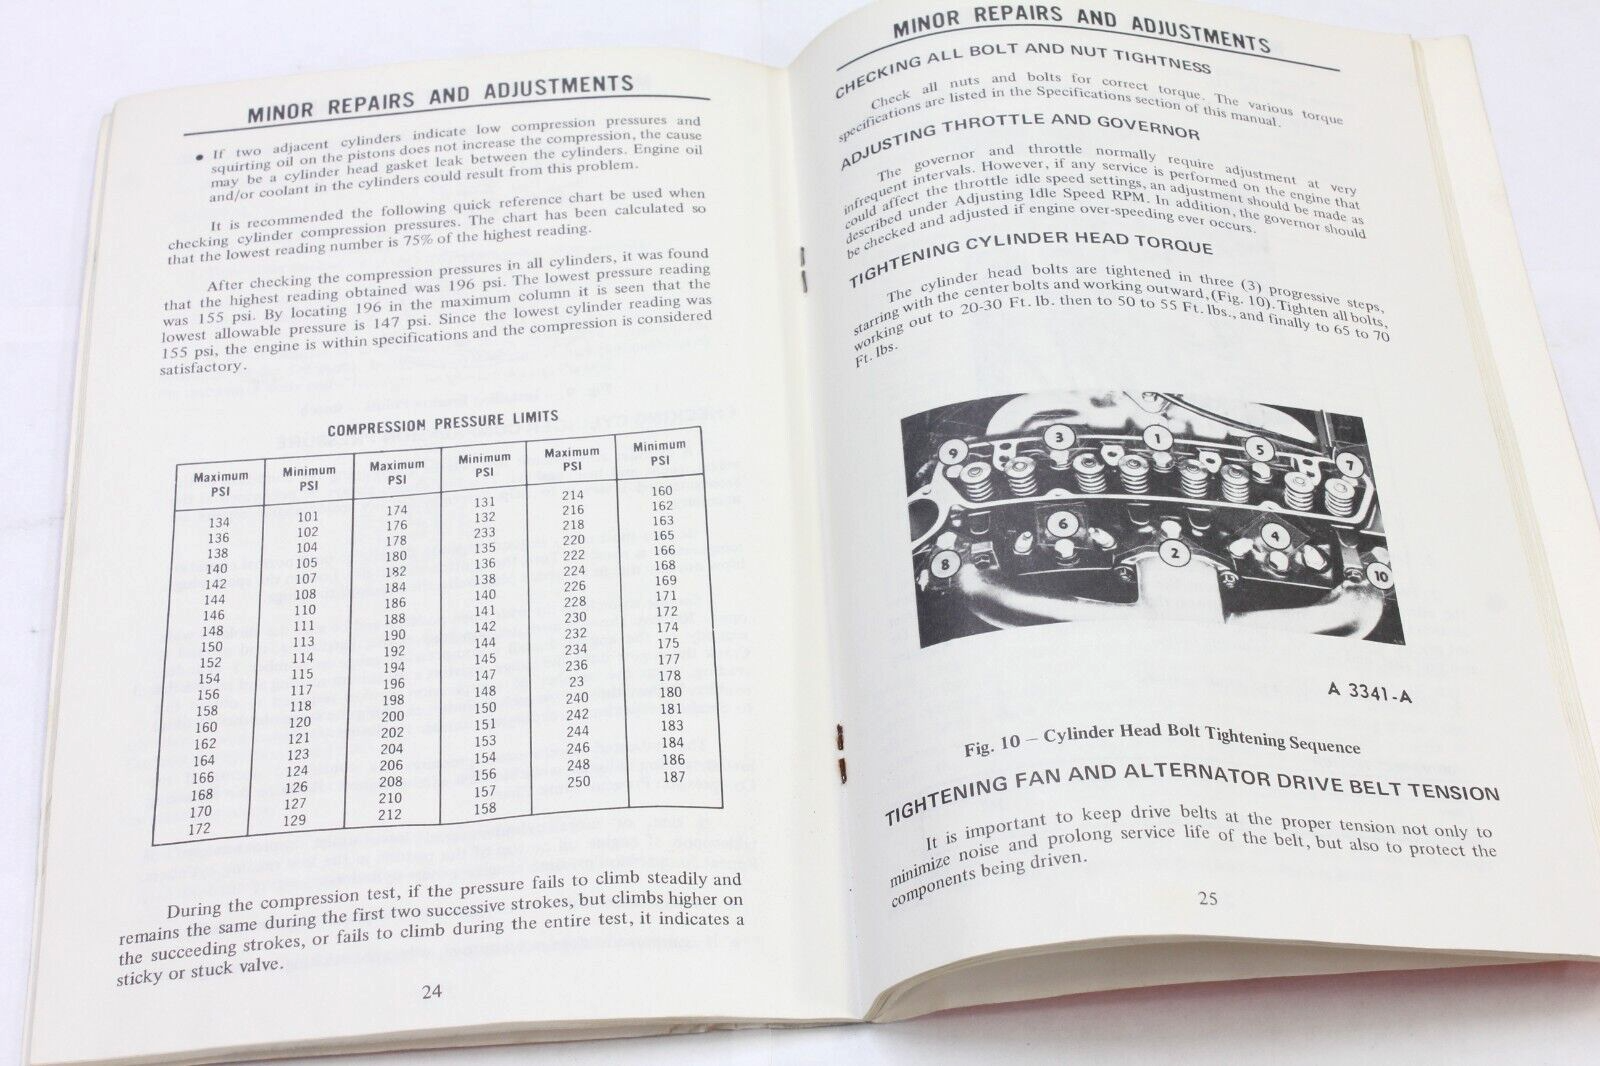 MINOR REPAIRS AND ADJUSTMENTS
• If two adjacent cylinders indicate low compression pressures and
squirting oil on the pistons does not increase the compression, the cause
may be a cylinder head gasket leak between the cylinders. Engine oil
and/or coolant in the cylinders could result from this problem.
It is recommended the following quick reference chart be used when
checking cylinder compression pressures. The chart has been calculated so
that the lowest reading number is 75% of the highest reading.
After checking the compression pressures in all cylinders, it was found
that the highest reading obtained was 196 psi. The lowest pressure reading
was 155 psi. By locating 196 in the maximum column it is seen that the
lowest allowable pressure is 147 psi. Since the lowest cylinder reading was
155 psi, the engine is within specifications and the compression is considered
satisfactory.
COMPRESSION PRESSURE LIMITS
Maximum Minimum Maximum Minimum Maximum Minimum
PSI PSI PSI PSI PSI PSI
134 101 174 131 214 160
136 102 176 132 216 162
138 104 178 233 218 163
140 105 180 135 220 165
142 107 182 136 222 166
144 108 184 138 224 168
146 110 186 140 226 169
148 111 188 141 228 171
150 113 190 142 230 172
152 114 192 144 232 174
154 115 194 145 234 175
156 117 196 147 236 177
158 118 198 148 23 178
160 120 200 150 240 180
162 121 202 151 242 181
164 123 204 153 244 183
166 124 206 154 246 184
168 126 208 156 248 186
170 127 210 157 250 187
172 129 212 158
During the compression test, if the pressure fails to climb steadily and
remains the same during the first two successive strokes, but climbs higher on
the succeeding strokes, or fails to climb during the entire test, it indicates a
sticky or stuck valve.
24
MINOR REPAIRS AND ADJUSTMENTS
CHECKING ALL BOLT AND NUT TIGHTNESS
Check all nuts and bolts for correct torque. The various torque
specifications are listed in the Specifications section of this manual.
ADJUSTING THROTTLE AND GOVERNOR
The governor and throttle normally require adjustment at very
infrequent intervals. However, if any service is performed on the engine that
could affect the throttle idle speed settings, an adjustment should be made as
described under Adjusting Idle Speed RPM. In addition, the governor should
be checked and adjusted if engine over-speeding ever occurs.
TIGHTENING CYLINDER HEAD TORQUE
The cylinder head bolts are tightened in three (3) progressive steps,
starring with the center bolts and working outward, (Fig. 10). Tighten all bolts,
working out to 20-30 Ft. lb. then to 50 to 55 Ft. lbs., and finally to 65 to 70
Ft. lbs.
9 3 1 5 7
8 6 2 4 10
A 3341-A
Fig. 10 – Cylinder Head Bolt Tightening Sequence
TIGHTENING FAN AND ALTERNATOR DRIVE BELT TENSION
It is important to keep drive belts at the proper tension not only to
minimize noise and prolong service life of the belt, but also to protect the
components being driven.
25